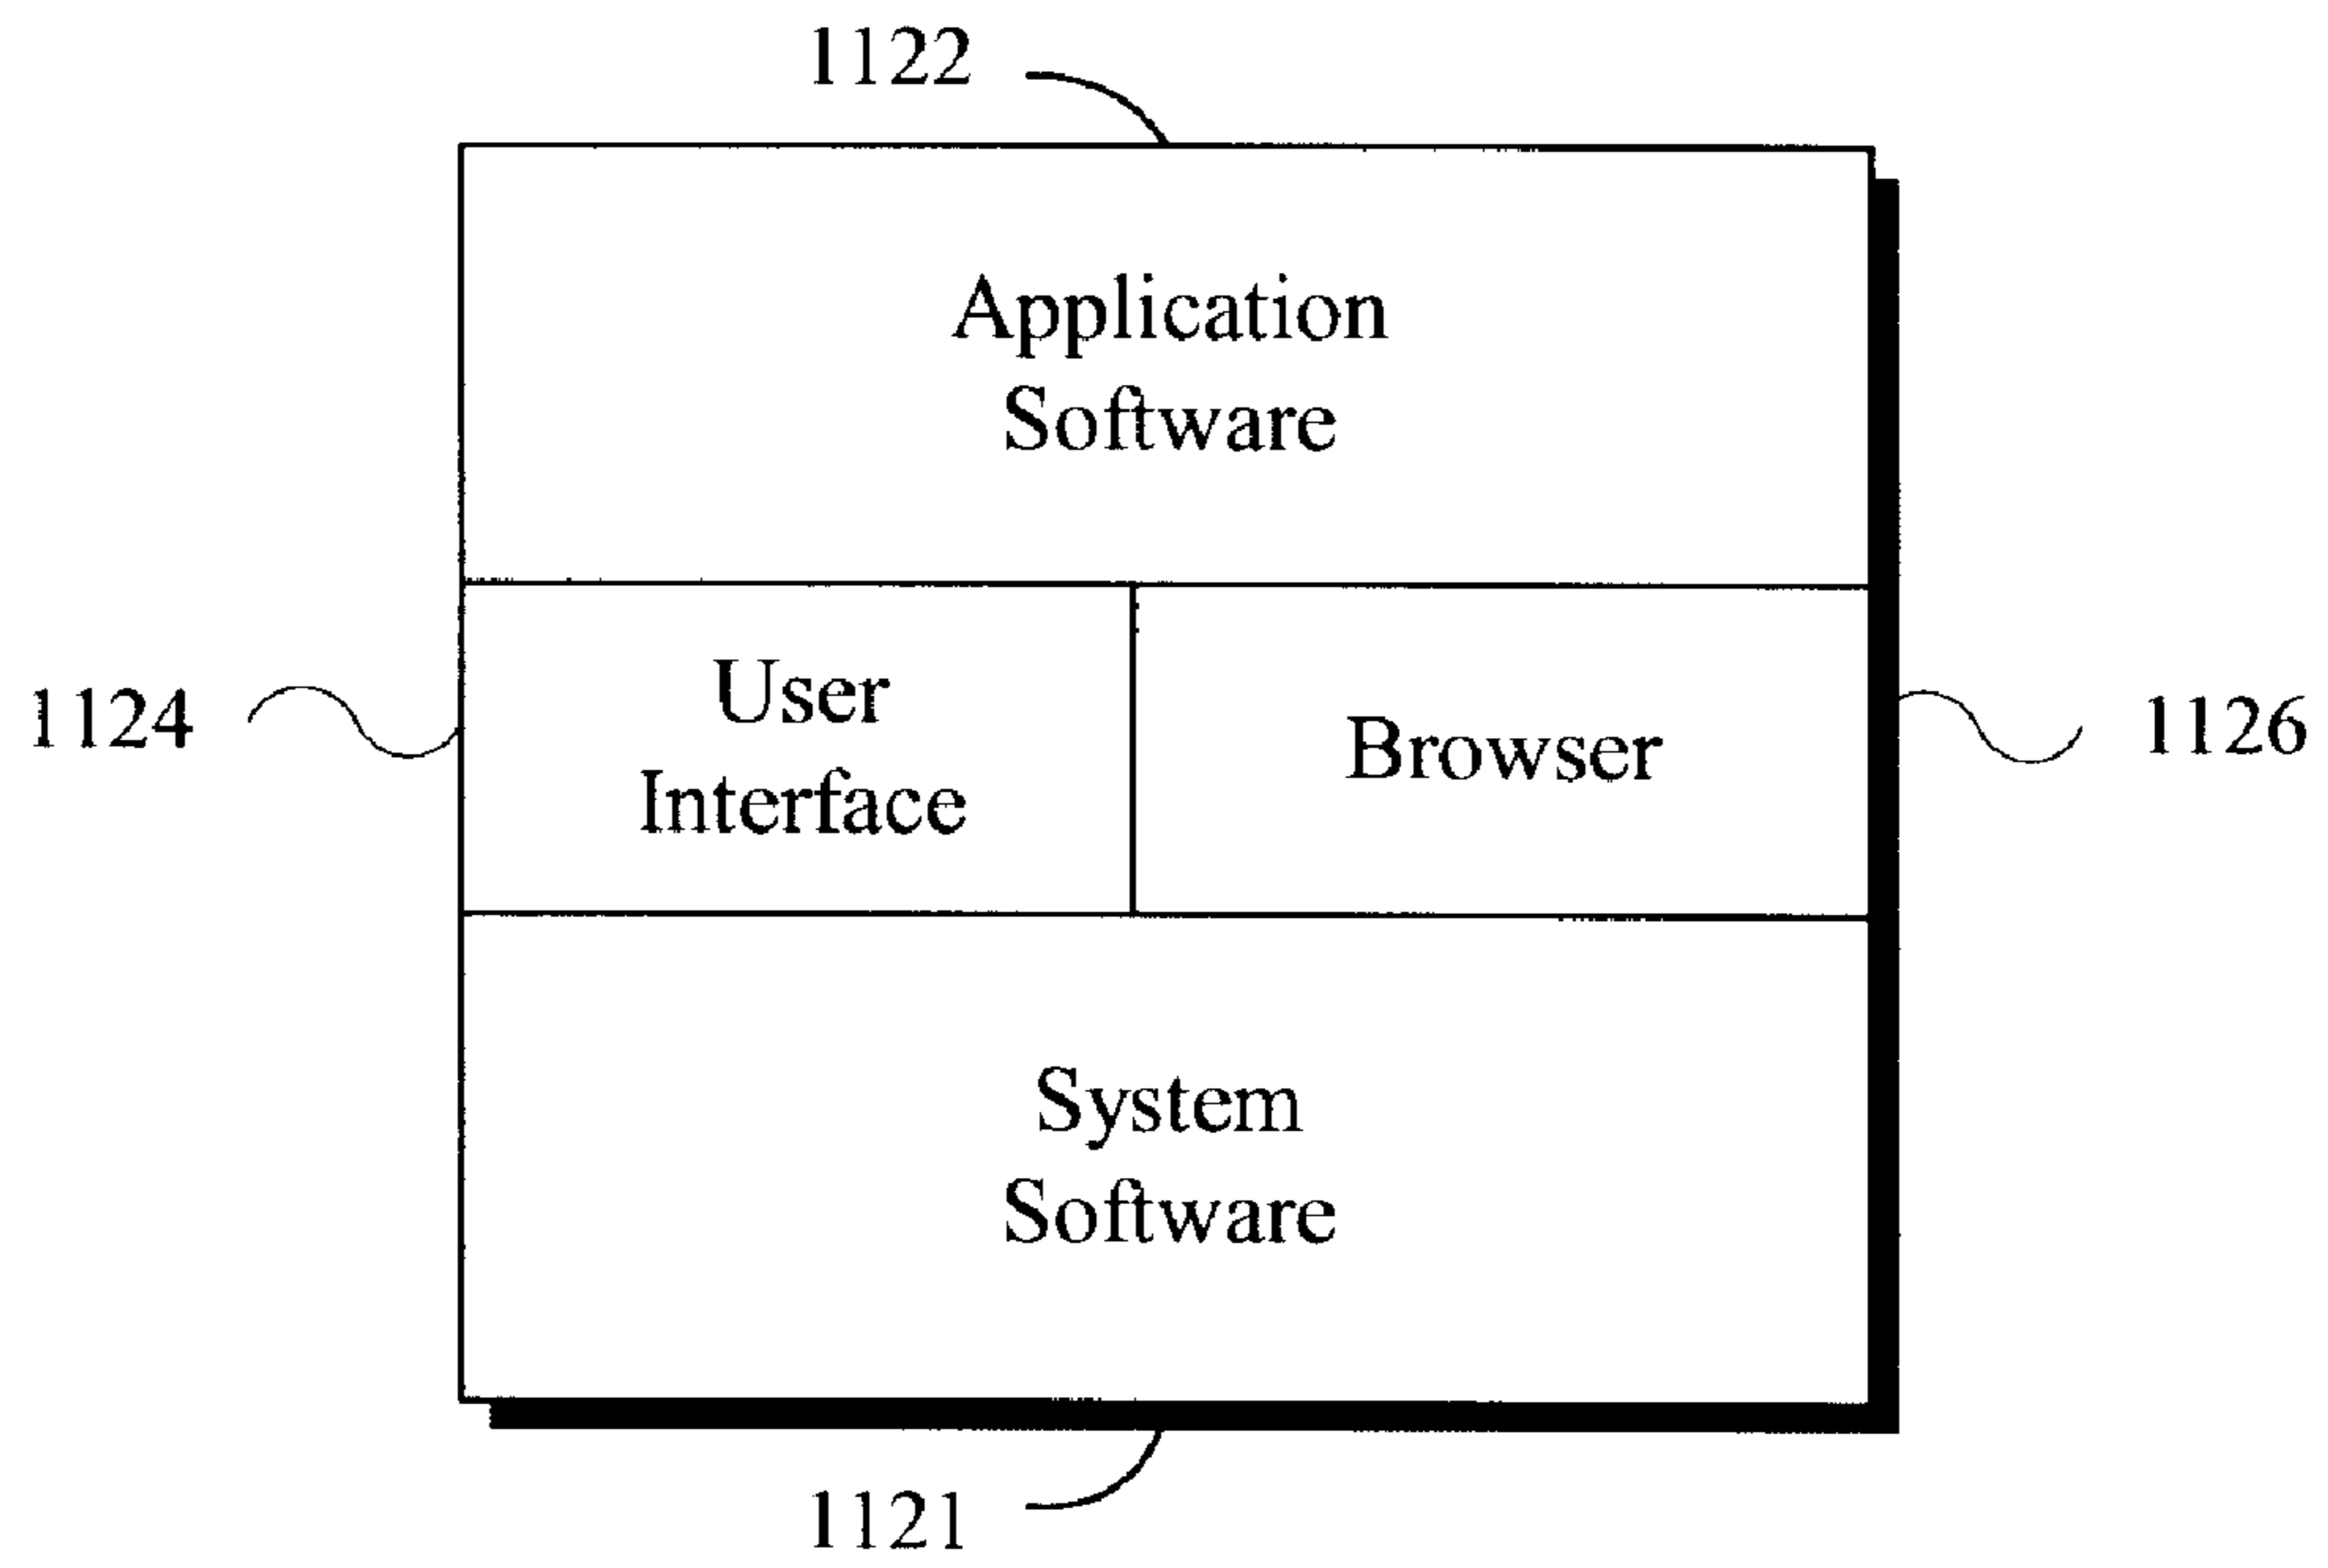 1122
Application
Software
1124
User
Interface
Browser
1126
System
Software
1121